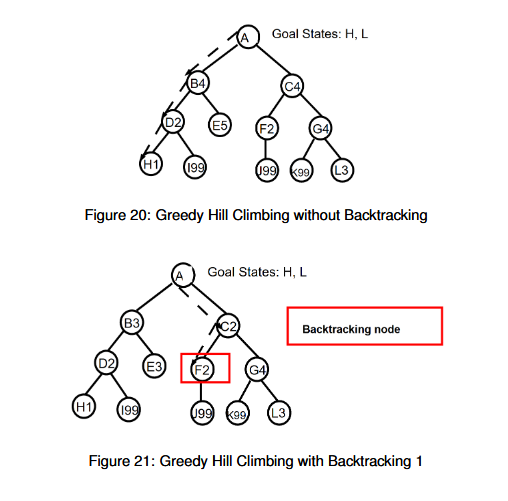 A Goal States: H, L
B4 C4
D2 E5 F2 G4
H1 I99 J99 K99 L3
Figure 20: Greedy Hill Climbing without Backtracking
A Goal States: H, L
B3 C2 Backtracking node
D2 E3 F2 G4
H1 I99 J99 K99 L3
Figure 21: Greedy Hill Climbing with Backtracking 1